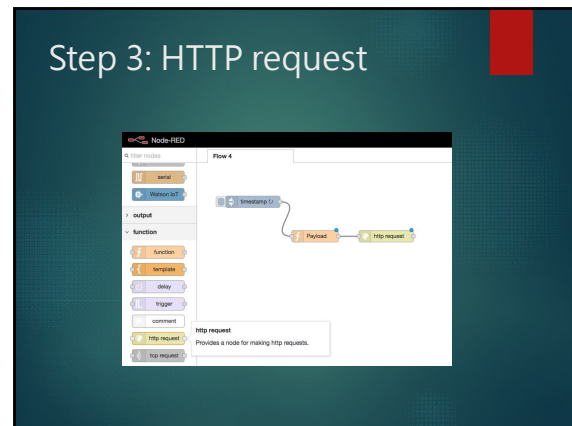 Step 3: HTTP request
Node-RED
filter nodes
Flow 4
serial
Watson IoT
timestamp
output
function
Payload
http request
function
template
delay
trigger
comment
http request
http request
Provides a node for making http requests.
tcp request